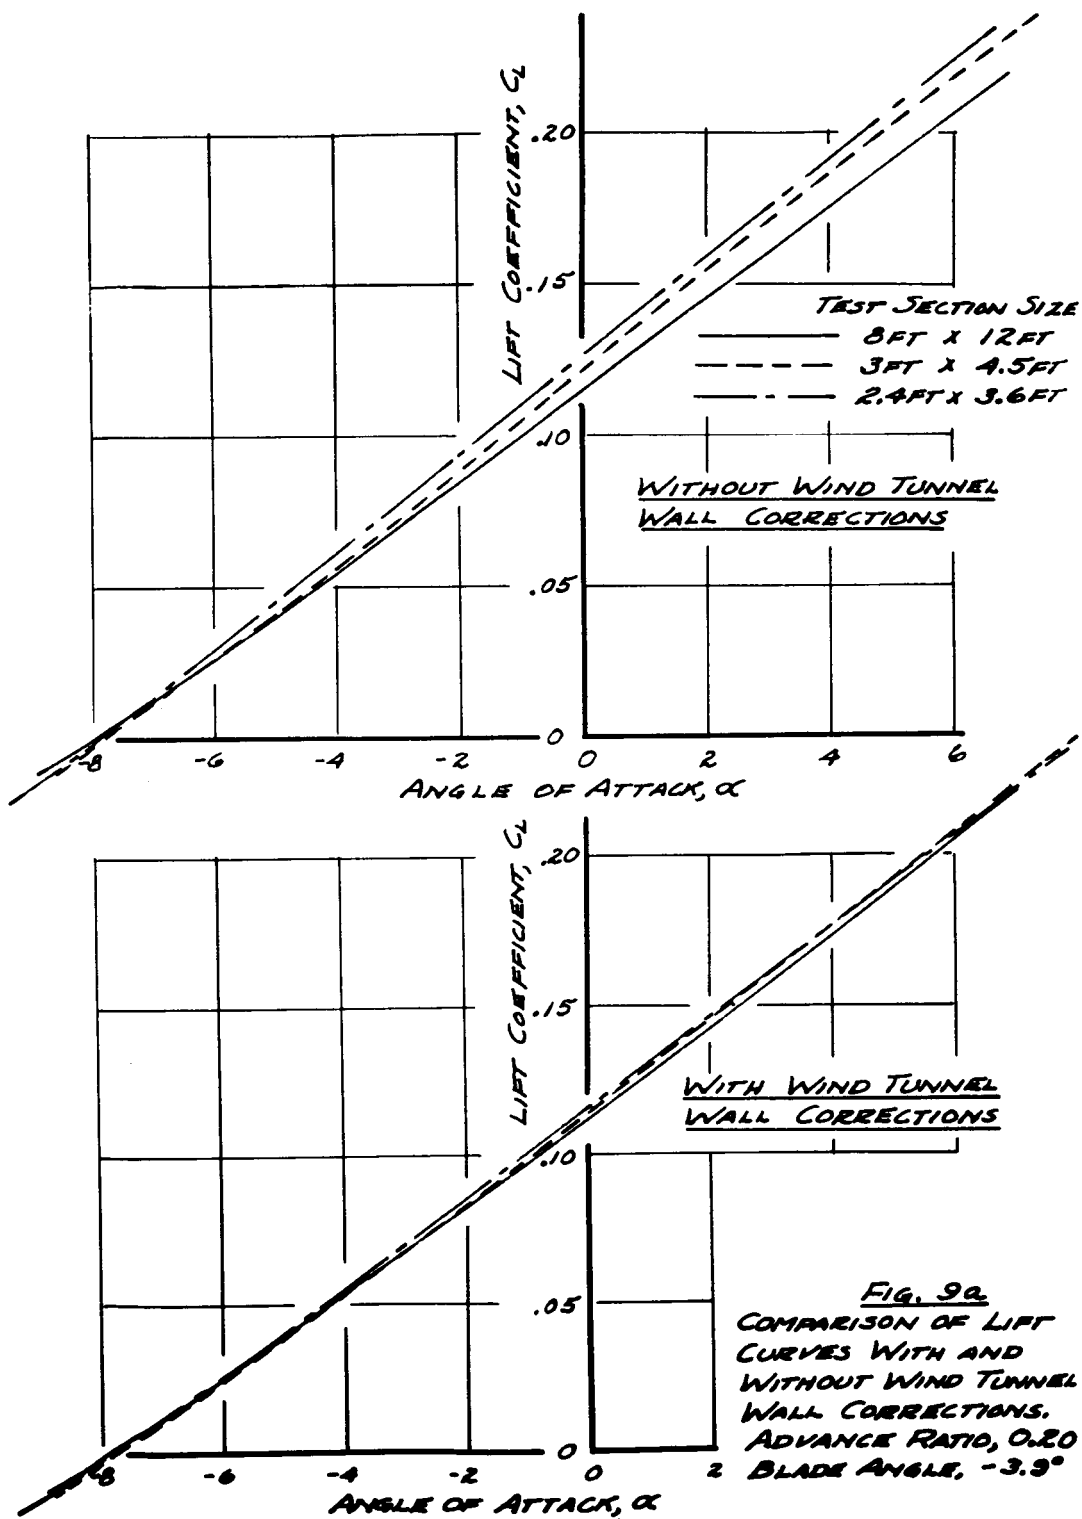 LIFT COEFFICIENT, CL
.20
.15
.10
.05
0
-8 -6 -4 -2 0 2 4 6
ANGLE OF ATTACK, α
TEST SECTION SIZE
8FT X 12FT
3FT X 4.5FT
2.4FT X 3.6FT
WITHOUT WIND TUNNEL
WALL CORRECTIONS
LIFT COEFFICIENT, CL
.20
.15
.10
.05
0
-8 -6 -4 -2 0 2
ANGLE OF ATTACK, α
WITH WIND TUNNEL
WALL CORRECTIONS
FIG. 9a
COMPARISON OF LIFT
CURVES WITH AND
WITHOUT WIND TUNNEL
WALL CORRECTIONS.
ADVANCE RATIO, 0.20
BLADE ANGLE, -3.9°